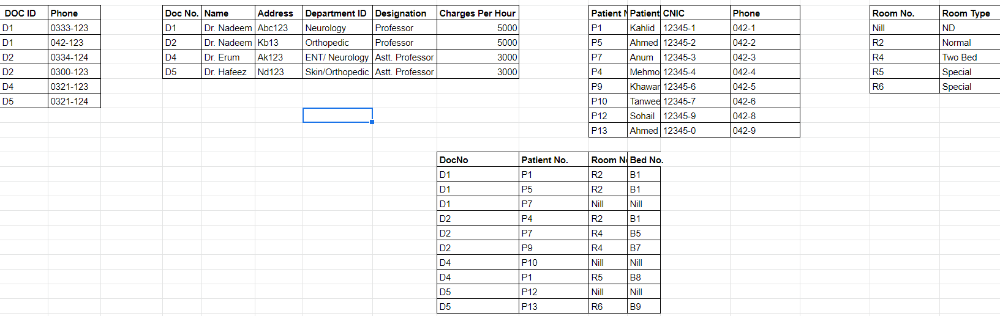 DOC ID Phone Doc No. Name Address Department ID Designation Charges Per Hour Patient Patient CNIC Phone Room No. Room Type
D1 0333-123 D1 Dr. Nadeem Abc123 Neurology Professor 5000 P1 Kahlid 12345-1 042-1 Nill ND
D1 042-123 D2 Dr. Nadeem Kb13 Orthopedic Professor 5000 P5 Ahmed 12345-2 042-2 R2 Normal
D2 0334-124 D4 Dr. Erum Ak123 ENT/ Neurology Astt. Professor 3000 P7 Anum 12345-3 042-3 R4 Two Bed
D2 0300-123 D5 Dr. Hafeez Nd123 Skin/Orthopedic Astt. Professor 3000 P4 Mehmo 12345-4 042-4 R5 Special
D4 0321-123 P9 Khawar 12345-6 042-5 R6 Special
D5 0321-124 P10 Tanwee 12345-7 042-6
P12 Sohail 12345-9 042-8
P13 Ahmed 12345-0 042-9
DocNo Patient No. Room Bed No.
D1 P1 R2 B1
D1 P5 R2 B1
D1 P7 Nill Nill
D2 P4 R2 B1
D2 P7 R4 B5
D2 P9 R4 B7
D4 P10 Nill Nill
D4 P1 R5 B8
D5 P12 Nill Nill
D5 P13 R6 B9